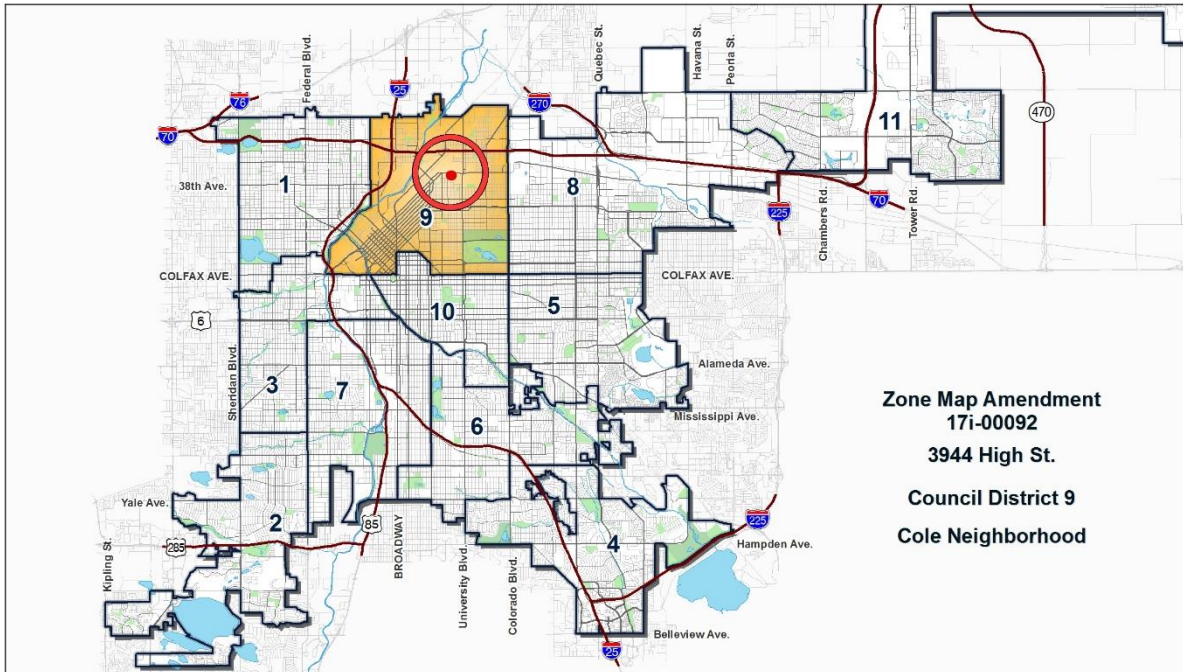 Federal Blvd.
Quebec St.
Havana St.
Peoria St.
76
25
270
70
470
11
1
38th Ave.
8
9
225
70
Chambers Rd.
Tower Rd.
COLFAX AVE.
COLFAX AVE.
10
5
6
Sheridan Blvd.
Alameda Ave.
3
7
Mississippi Ave.
6
Zone Map Amendment
17i-00092
3944 High St.
Council District 9
Cole Neighborhood
Yale Ave.
2
85
225
285
Kipling St.
BROADWAY
University Blvd.
Colorado Blvd.
4
Hampden Ave.
Belleview Ave.
25